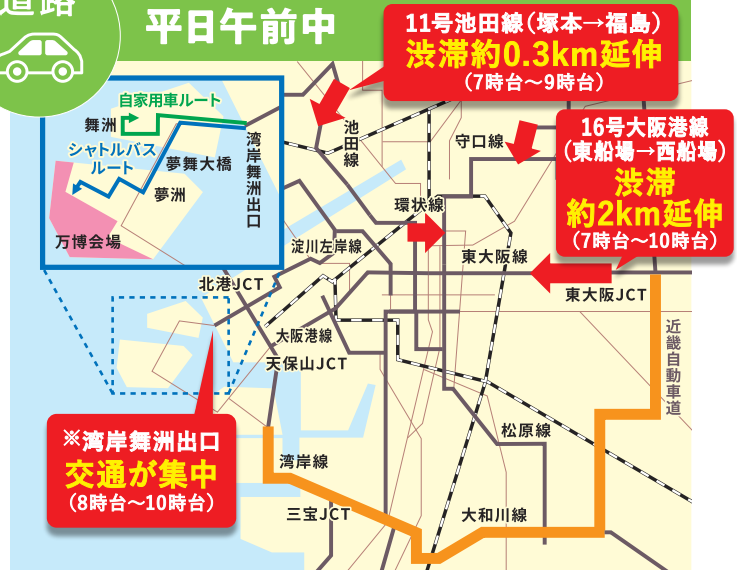 道路
平日午前中
11号池田線（塚本→福島）
渋滞約0.3km延伸
（7時台～9時台）
16号大阪港線
（東船場→西船場）
渋滞
約2km延伸
（7時台～10時台）
自家用車ルート
舞洲
シャトルバス
ルート
夢舞大橋
夢洲
万博会場
湾岸舞洲出口
池田線
守口線
環状線
淀川左岸線
東大阪線
北港JCT
東大阪JCT
大阪港線
天保山JCT
近畿自動車道
※湾岸舞洲出口
交通が集中
（8時台～10時台）
湾岸線
松原線
三宝JCT
大和川線